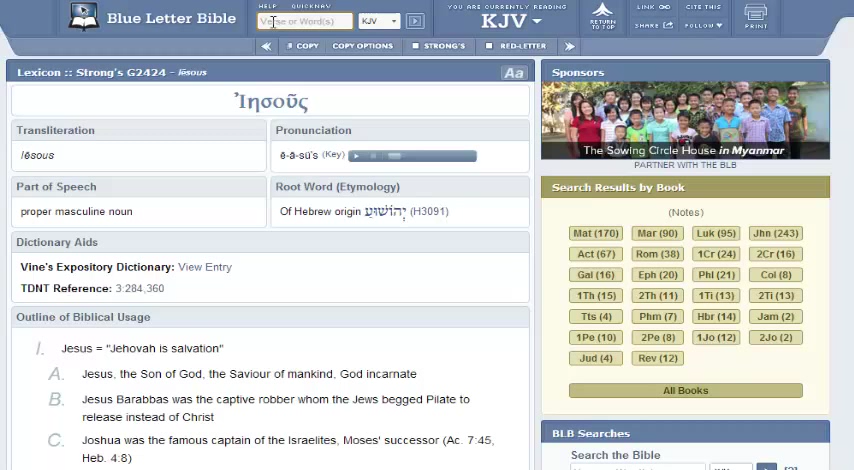 HELP QUICKNAV
YOU ARE CURRENTLY READING
LINK CITE THIS
Blue Letter Bible
Verse or Word(s)
KJV
KJV
RETURN
TO TOP
SHARE FOLLOW
PRINT
COPY COPY OPTIONS STRONG'S RED-LETTER
Lexicon :: Strong's G2424 - Iēsous
Aa
Ἰησοῦς
Transliteration
Iēsous
Pronunciation
ē-ā-sü's (Key)
Part of Speech
proper masculine noun
Root Word (Etymology)
Of Hebrew origin יְהוֹשׁוּעַ (H3091)
Dictionary Aids
Vine's Expository Dictionary: View Entry
TDNT Reference: 3:284,360
Outline of Biblical Usage
I. Jesus = "Jehovah is salvation"
A. Jesus, the Son of God, the Saviour of mankind, God incarnate
B. Jesus Barabbas was the captive robber whom the Jews begged Pilate to
release instead of Christ
C. Joshua was the famous captain of the Israelites, Moses' successor (Ac. 7:45,
Heb. 4:8)
Sponsors
The Sowing Circle House in Myanmar
PARTNER WITH THE BLB
Search Results by Book
(Notes)
Mat (170) Mar (90) Luk (95) Jhn (243)
Act (67) Rom (38) 1Cr (24) 2Cr (16)
Gal (16) Eph (20) Phl (21) Col (8)
1Th (15) 2Th (11) 1Ti (13) 2Ti (13)
Tts (4) Phm (7) Hbr (14) Jam (2)
1Pe (10) 2Pe (8) 1Jo (12) 2Jo (2)
Jud (4) Rev (12)
All Books
BLB Searches
Search the Bible